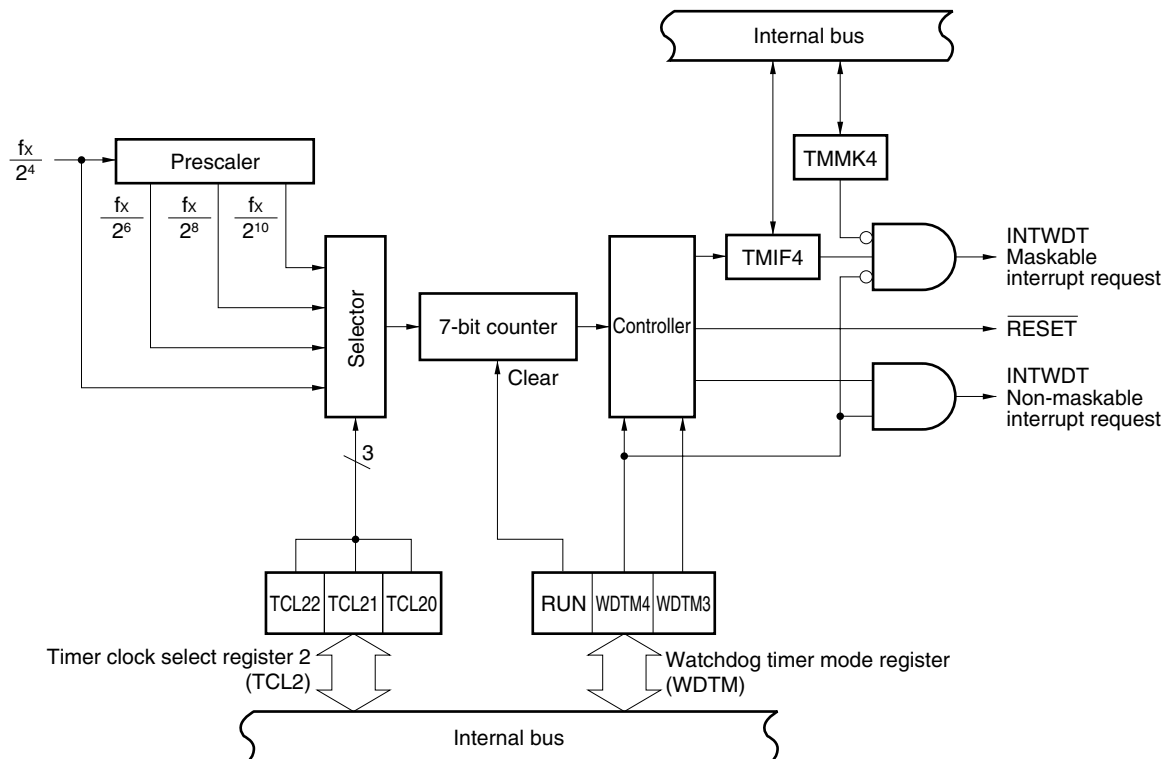 Internal bus
fX
2⁴
Prescaler
TMMK4
fX
2⁶
fX
2⁸
fX
2¹⁰
INTWDT
Maskable
interrupt request
TMIF4
Selector
7-bit counter
Controller
RESET
Clear
INTWDT
Non-maskable
interrupt request
3
TCL22 TCL21 TCL20
RUN WDTM4 WDTM3
Timer clock select register 2
(TCL2)
Watchdog timer mode register
(WDTM)
Internal bus